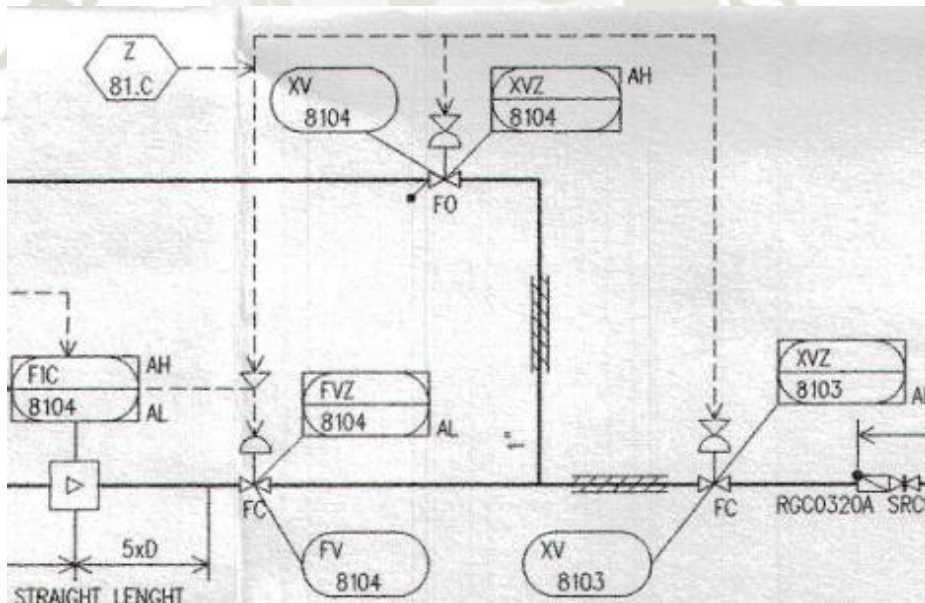 Z
81.C
XV
8104
XVZ
8104
AH
FO
FIC
8104
AH
AL
FVZ
8104
AL
XVZ
8103
1"
FC
FC
RGC0320A
5xD
FV
8104
XV
8103
STRAIGHT LENGHT